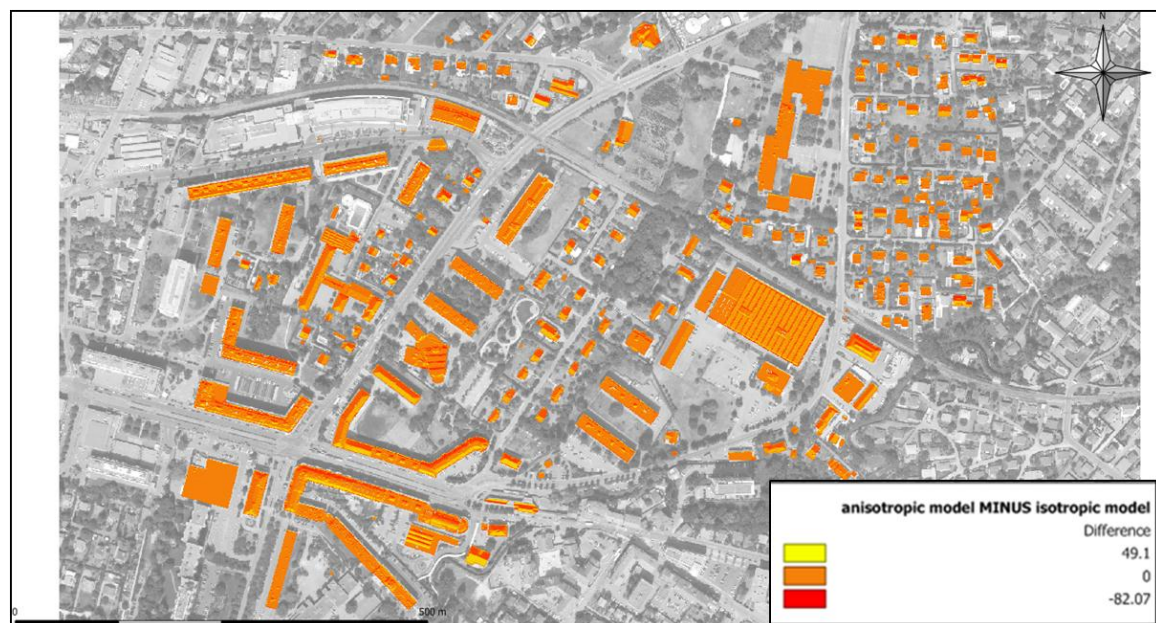 N
anisotropic model MINUS isotropic model
Difference
49.1
0
-82.07
0
500 m